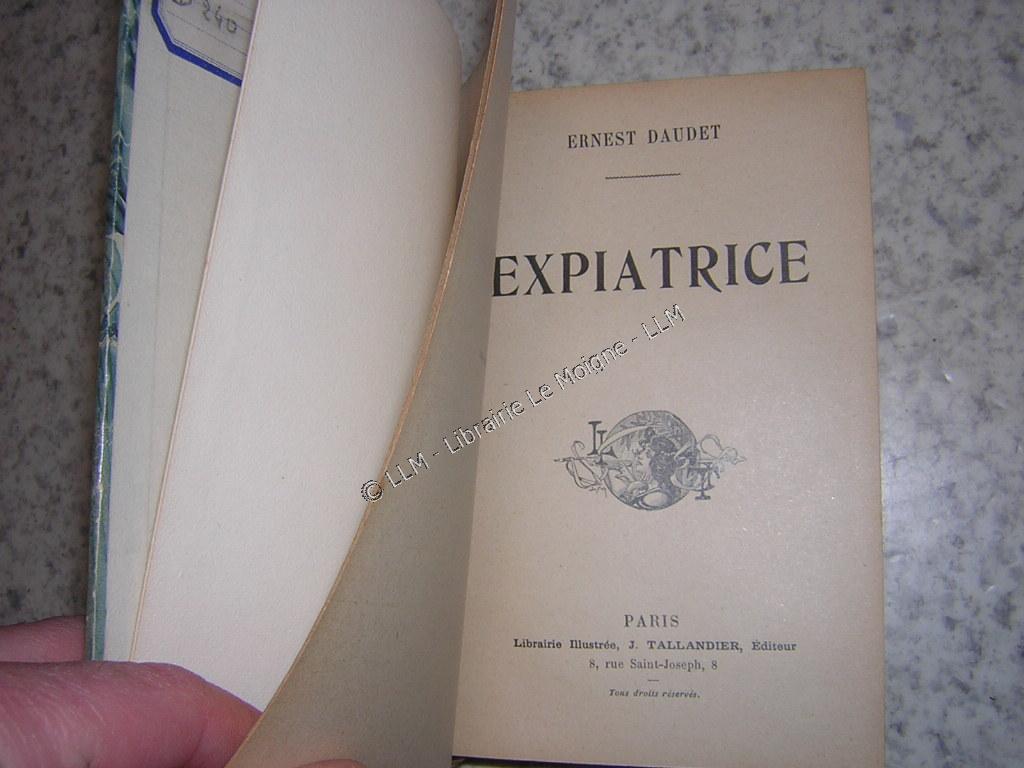 240
ERNEST DAUDET
EXPIATRICE
© LLM - Librairie Le Moigne - LLM
PARIS
Librairie Illustrée, J. TALLANDIER, Éditeur
8, rue Saint-Joseph, 8
Tous droits réservés.